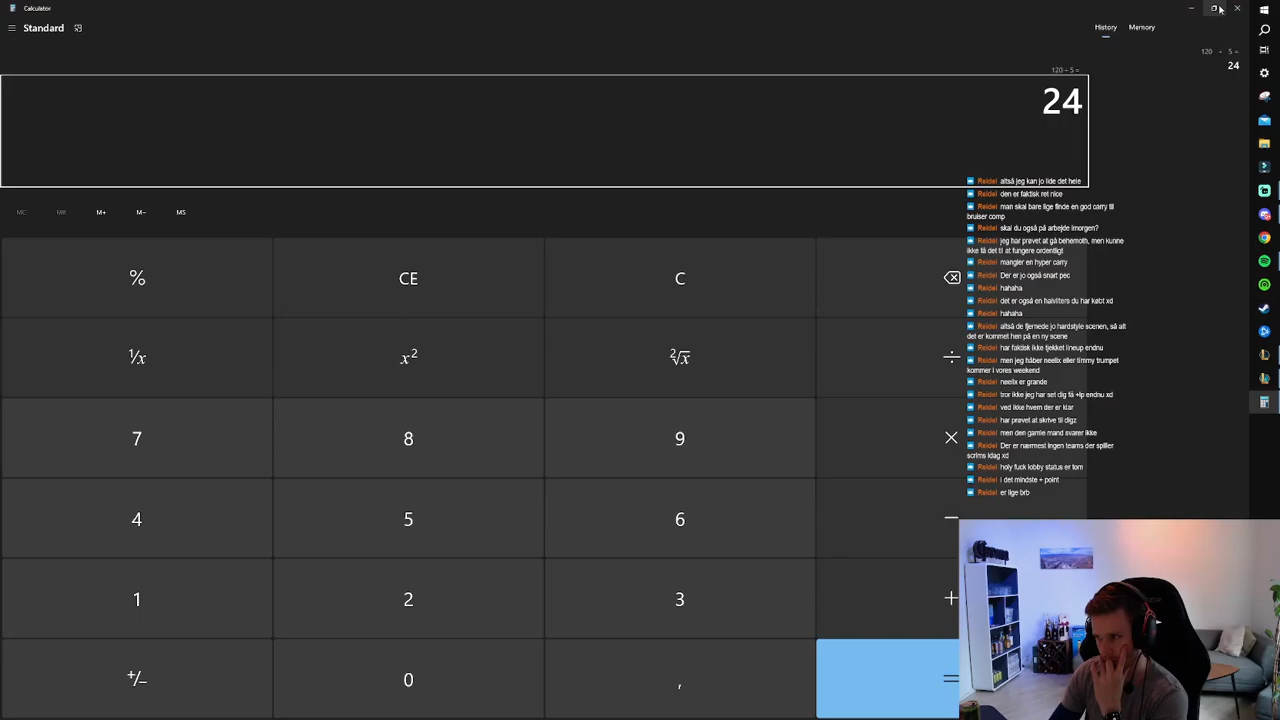 Calculator
Standard
History
Memory
120 ÷ 5 =
24
120 ÷ 5 =
24
MC
MR
M+
M−
MS
%
CE
C
⅟x
x²
²√x
÷
7
8
9
×
4
5
6
−
1
2
3
+
+/−
0
,
=
Reidel altså jeg kan jo lide det hele
Reidel den er faktisk ret nice
Reidel man skal bare lige finde en god carry til
bruiser comp
Reidel skal du også på arbejde imorgen?
Reidel jeg har prøvet at gå behemoth, men kunne
ikke få det til at fungere ordentligt
Reidel mangler en hyper carry
Reidel Der er jo også snart pec
Reidel hahaha
Reidel det er også en halvliters du har købt xd
Reidel hahaha
Reidel altså de fjernede jo hardstyle scenen, så alt
det er kommet hen på en ny scene
Reidel har faktisk ikke tjekket lineup endnu
Reidel men jeg håber neelix eller timmy trumpet
kommer i vores weekend
Reidel neelix er grande
Reidel tror ikke jeg har set dig få +lp endnu xd
Reidel ved ikke hvem der er klar
Reidel har prøvet at skrive til digz
Reidel men den gamle mand svarer ikke
Reidel Der er nærmest ingen teams der spiller
scrims idag xd
Reidel holy fuck lobby status er tom
Reidel i det mindste + point
Reidel er lige brb